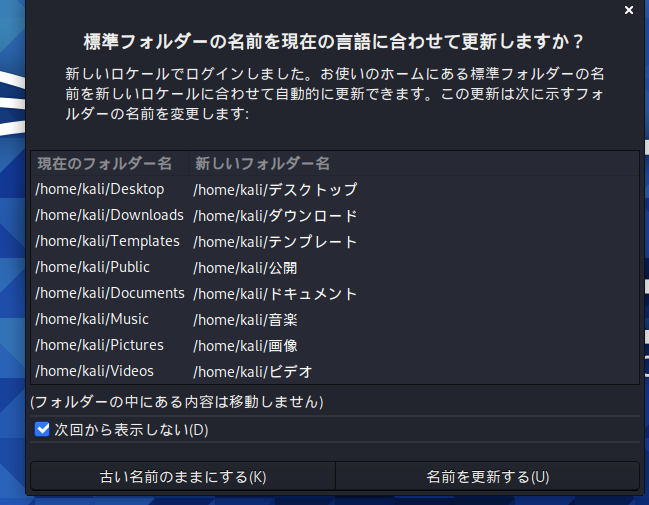 標準フォルダーの名前を現在の言語に合わせて更新しますか？
新しいロケールでログインしました。お使いのホームにある標準フォルダーの名
前を新しいロケールに合わせて自動的に更新できます。この更新は次に示すフォ
ルダーの名前を変更します:
現在のフォルダー名 新しいフォルダー名
/home/kali/Desktop /home/kali/デスクトップ
/home/kali/Downloads /home/kali/ダウンロード
/home/kali/Templates /home/kali/テンプレート
/home/kali/Public /home/kali/公開
/home/kali/Documents /home/kali/ドキュメント
/home/kali/Music /home/kali/音楽
/home/kali/Pictures /home/kali/画像
/home/kali/Videos /home/kali/ビデオ
(フォルダーの中にある内容は移動しません)
次回から表示しない(D)
古い名前のままにする(K) 名前を更新する(U)